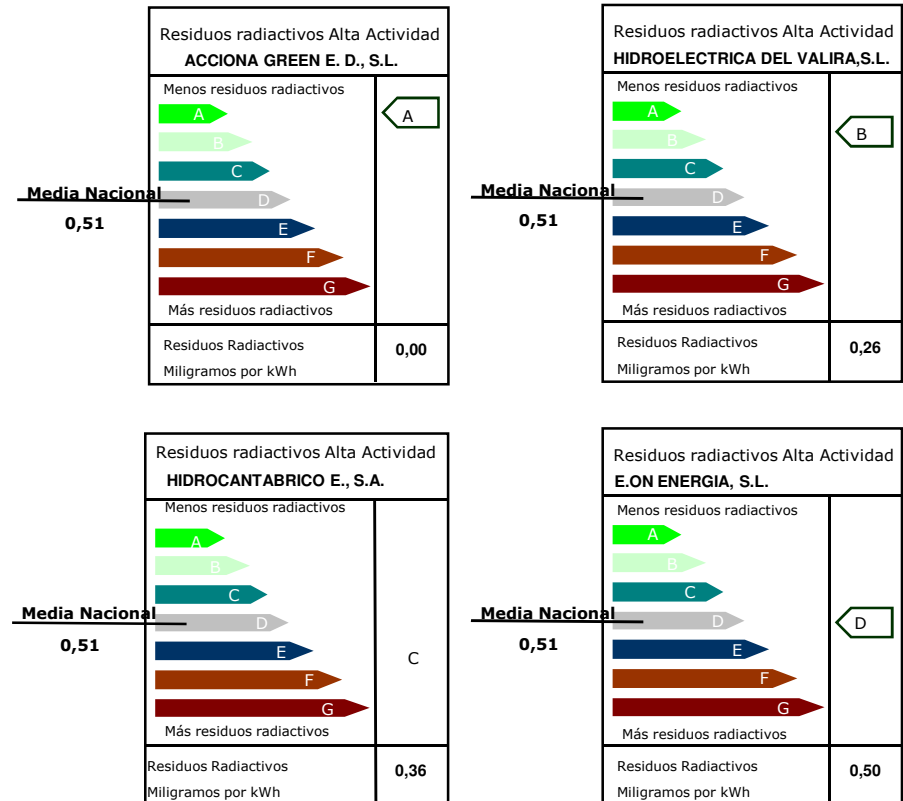 Residuos radiactivos Alta Actividad
ACCIONA GREEN E. D., S.L.
Menos residuos radiactivos
A
A
B
C
Media Nacional
D
0,51
E
F
G
Más residuos radiactivos
Residuos Radiactivos
0,00
Miligramos por kWh
Residuos radiactivos Alta Actividad
HIDROELECTRICA DEL VALIRA,S.L.
Menos residuos radiactivos
A
B
B
C
Media Nacional
D
0,51
E
F
G
Más residuos radiactivos
Residuos Radiactivos
0,26
Miligramos por kWh
Residuos radiactivos Alta Actividad
HIDROCANTABRICO E., S.A.
Menos residuos radiactivos
A
B
C
Media Nacional
D
0,51
E
C
F
G
Más residuos radiactivos
Residuos Radiactivos
0,36
Miligramos por kWh
Residuos radiactivos Alta Actividad
E.ON ENERGIA, S.L.
Menos residuos radiactivos
A
B
C
Media Nacional
D
D
0,51
E
F
G
Más residuos radiactivos
Residuos Radiactivos
0,50
Miligramos por kWh